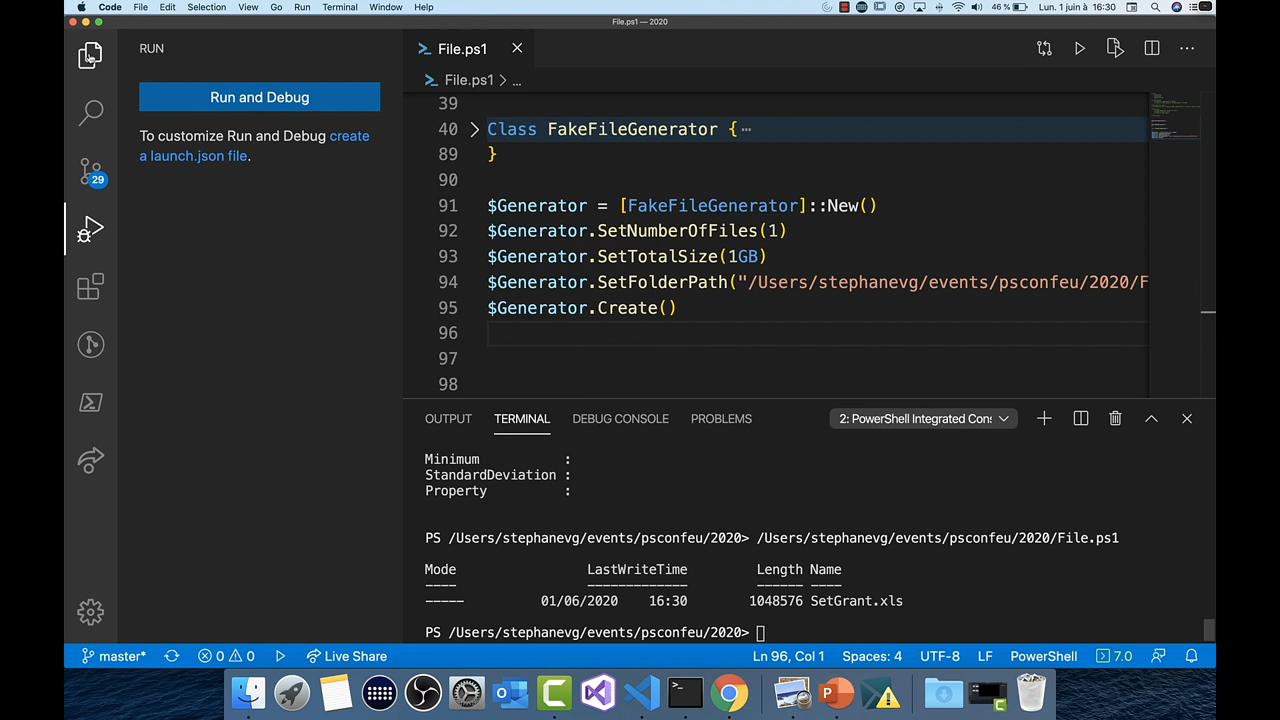 Code File Edit Selection View Go Run Terminal Window Help 46 % Lun. 1 juin à 16:30
File.ps1 — 2020
RUN
Run and Debug
To customize Run and Debug create
a launch.json file.
29
File.ps1
File.ps1 > ...
39
40 Class FakeFileGenerator { ⋯
89 }
90
91 $Generator = [FakeFileGenerator]::New()
92 $Generator.SetNumberOfFiles(1)
93 $Generator.SetTotalSize(1GB)
94 $Generator.SetFolderPath("/Users/stephanevg/events/psconfeu/2020/F
95 $Generator.Create()
96
97
98
OUTPUT TERMINAL DEBUG CONSOLE PROBLEMS 2: PowerShell Integrated Cons
Minimum :
StandardDeviation :
Property :
PS /Users/stephanevg/events/psconfeu/2020> /Users/stephanevg/events/psconfeu/2020/File.ps1
Mode LastWriteTime Length Name
---- ------------- ------ ----
----- 01/06/2020 16:30 1048576 SetGrant.xls
PS /Users/stephanevg/events/psconfeu/2020>
master* 0 0 Live Share Ln 96, Col 1 Spaces: 4 UTF-8 LF PowerShell 7.0